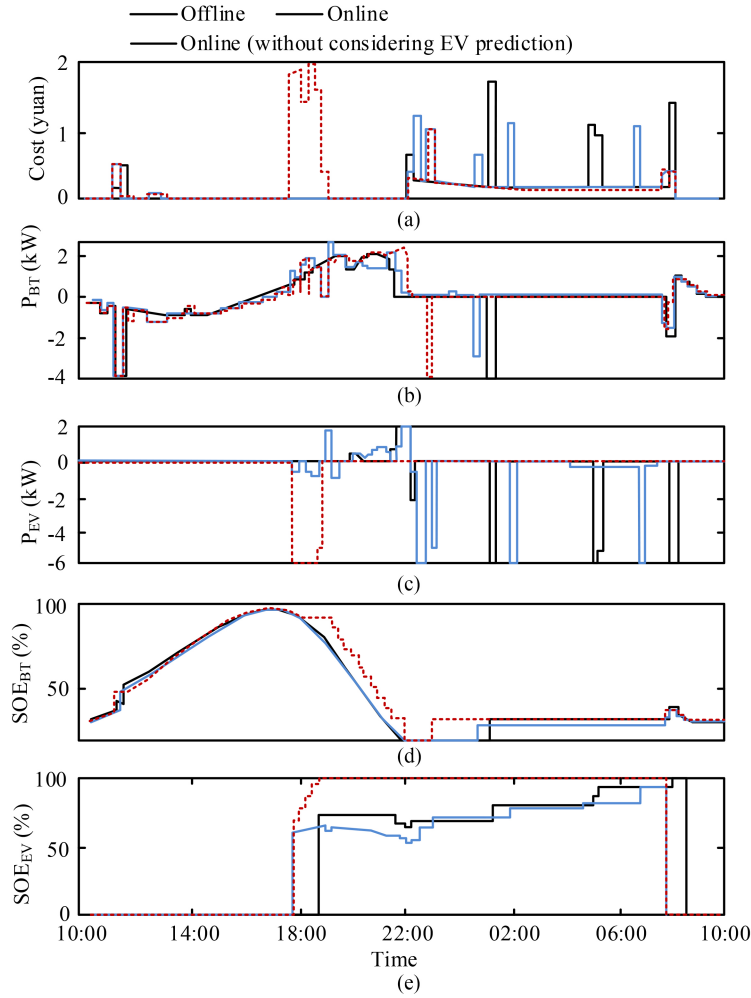 Offline Online
Online (without considering EV prediction)
2
1
0
Cost (yuan)
(a)
2
0
-2
-4
P_BT (kW)
(b)
2
0
-2
-4
-6
P_EV (kW)
(c)
100
50
SOE_BT (%)
(d)
100
50
0
SOE_EV (%)
10:00 14:00 18:00 22:00 02:00 06:00 10:00
Time
(e)